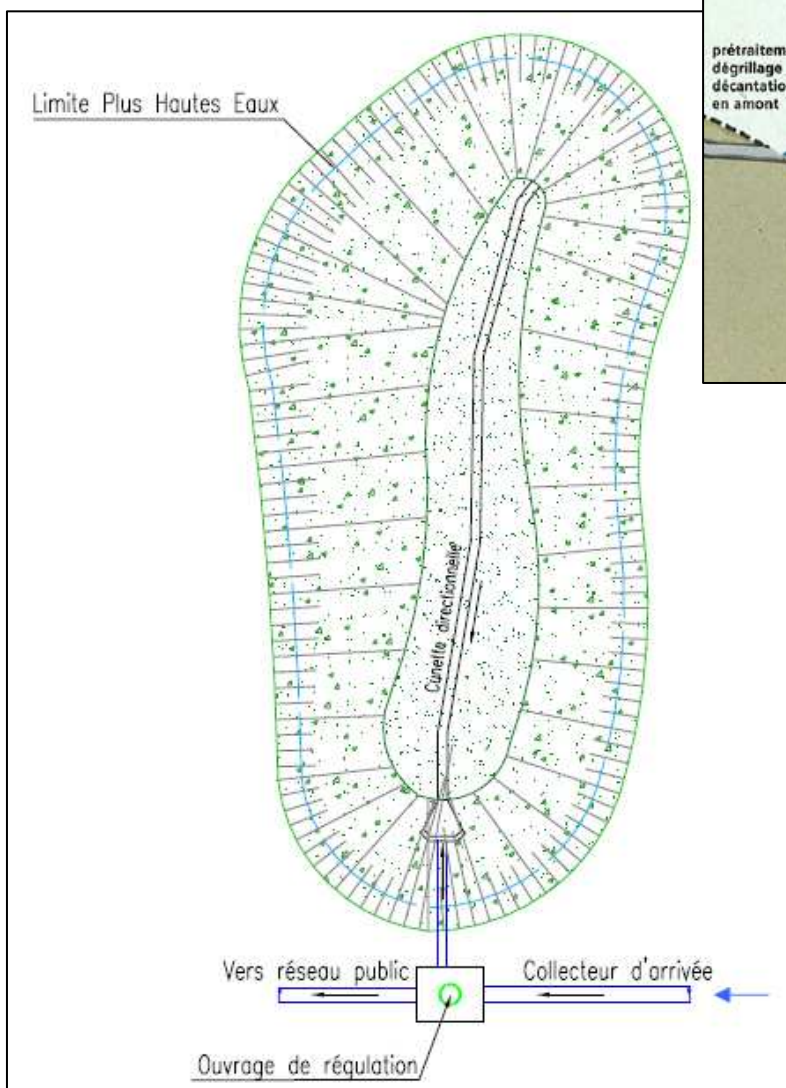 prétraitem
dégrillage
décantatio
en amont
Limite Plus Hautes Eaux
Cunette directionnelle
Vers réseau public
Collecteur d'arrivée
Ouvrage de régulation